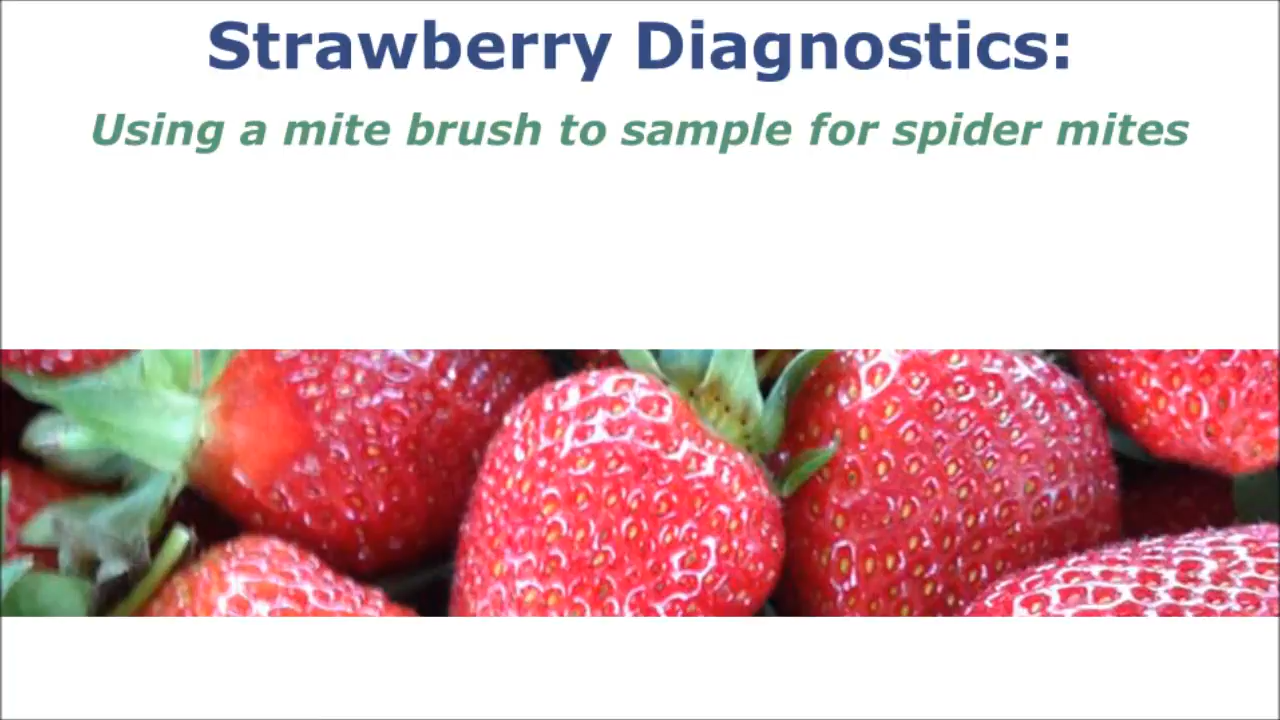 Strawberry Diagnostics:
Using a mite brush to sample for spider mites